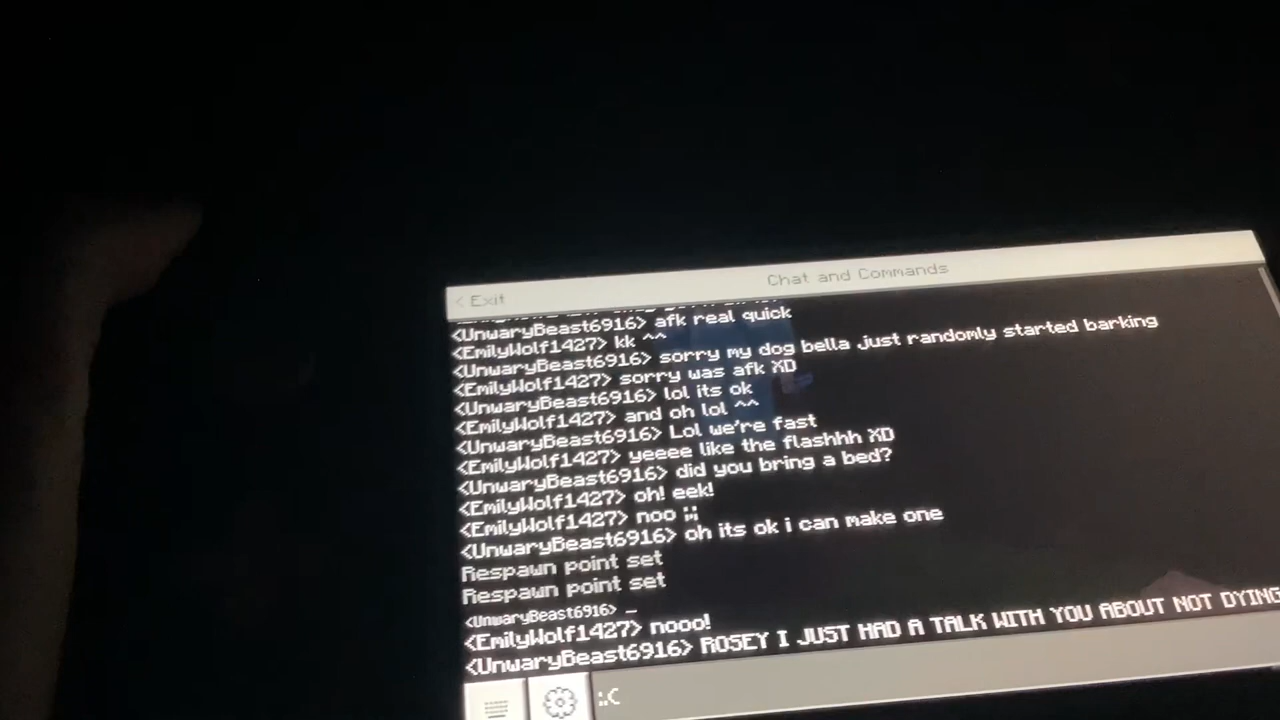 < Exit
Chat and Commands
<UnwaryBeast6916> afk real quick
<EmilyWolf1427> kk ^^
<UnwaryBeast6916> sorry my dog bella just randomly started barking
<EmilyWolf1427> sorry was afk XD
<UnwaryBeast6916> lol its ok
<EmilyWolf1427> and oh lol ^^
<UnwaryBeast6916> Lol we're fast
<EmilyWolf1427> yeeee like the flashhh XD
<UnwaryBeast6916> did you bring a bed?
<EmilyWolf1427> oh! eek!
<EmilyWolf1427> noo ;-;
<UnwaryBeast6916> oh its ok i can make one
Respawn point set
Respawn point set
<UnwaryBeast6916> _
<EmilyWolf1427> nooo!
<UnwaryBeast6916> ROSEY I JUST HAD A TALK WITH YOU ABOUT NOT DYING
;.C